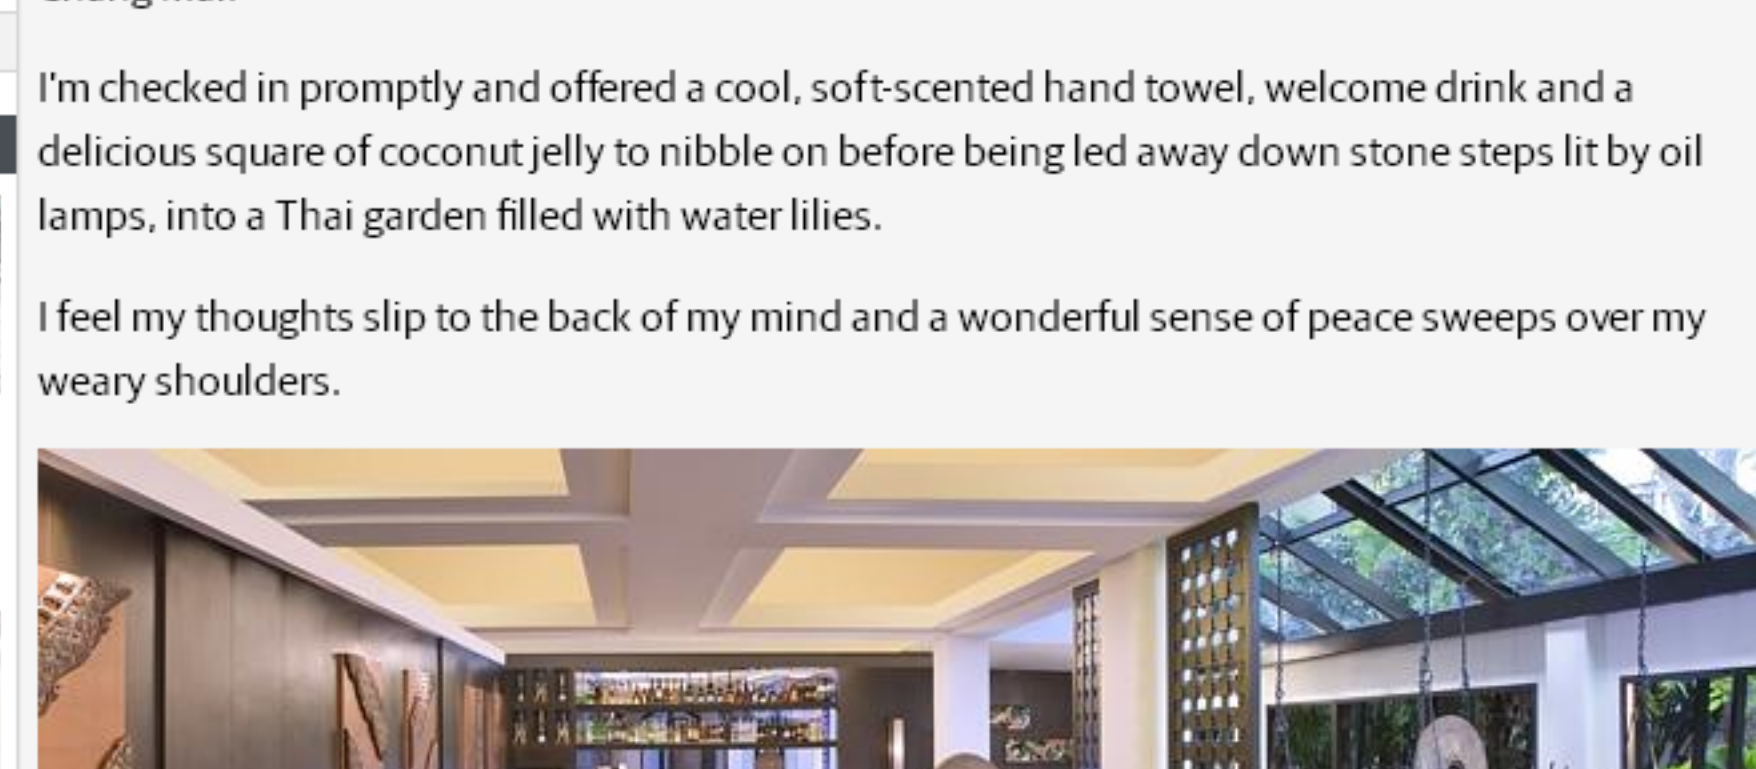 I'm checked in promptly and offered a cool, soft-scented hand towel, welcome drink and a
delicious square of coconut jelly to nibble on before being led away down stone steps lit by oil
lamps, into a Thai garden filled with water lilies.
I feel my thoughts slip to the back of my mind and a wonderful sense of peace sweeps over my
weary shoulders.